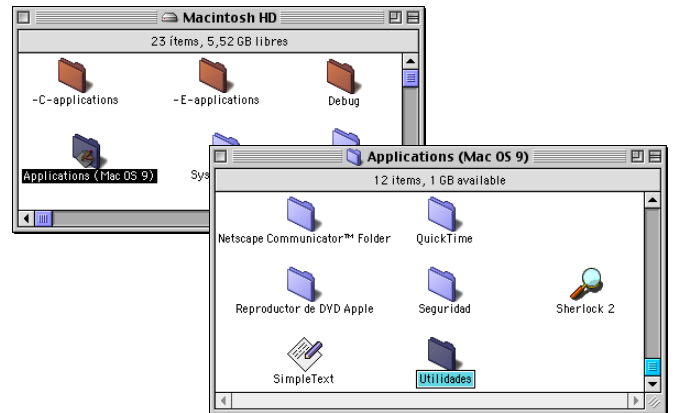 Macintosh HD
23 ítems, 5,52 GB libres
-C-applications
-E-applications
Debug
Applications (Mac OS 9)
Sys
Applications (Mac OS 9)
12 items, 1 GB available
Netscape Communicator™ Folder
QuickTime
Reproductor de DVD Apple
Seguridad
Sherlock 2
SimpleText
Utilidades